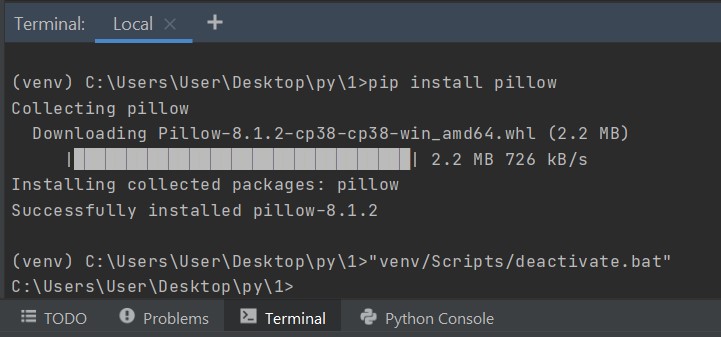 Terminal: Local × +
(venv) C:\Users\User\Desktop\py\1>pip install pillow
Collecting pillow
  Downloading Pillow-8.1.2-cp38-cp38-win_amd64.whl (2.2 MB)
     |████████████████████████████████| 2.2 MB 726 kB/s
Installing collected packages: pillow
Successfully installed pillow-8.1.2
(venv) C:\Users\User\Desktop\py\1>"venv/Scripts/deactivate.bat"
C:\Users\User\Desktop\py\1>
TODO Problems Terminal Python Console